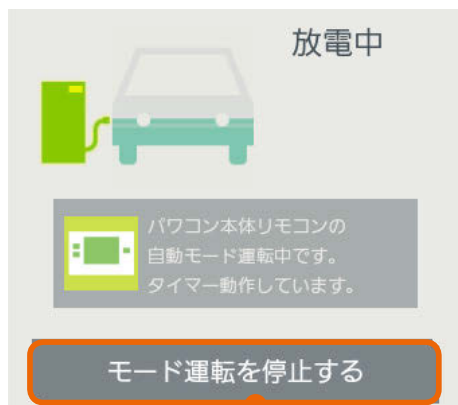 放電中
パワコン本体リモコンの
自動モード運転中です。
タイマー動作しています。
モード運転を停止する